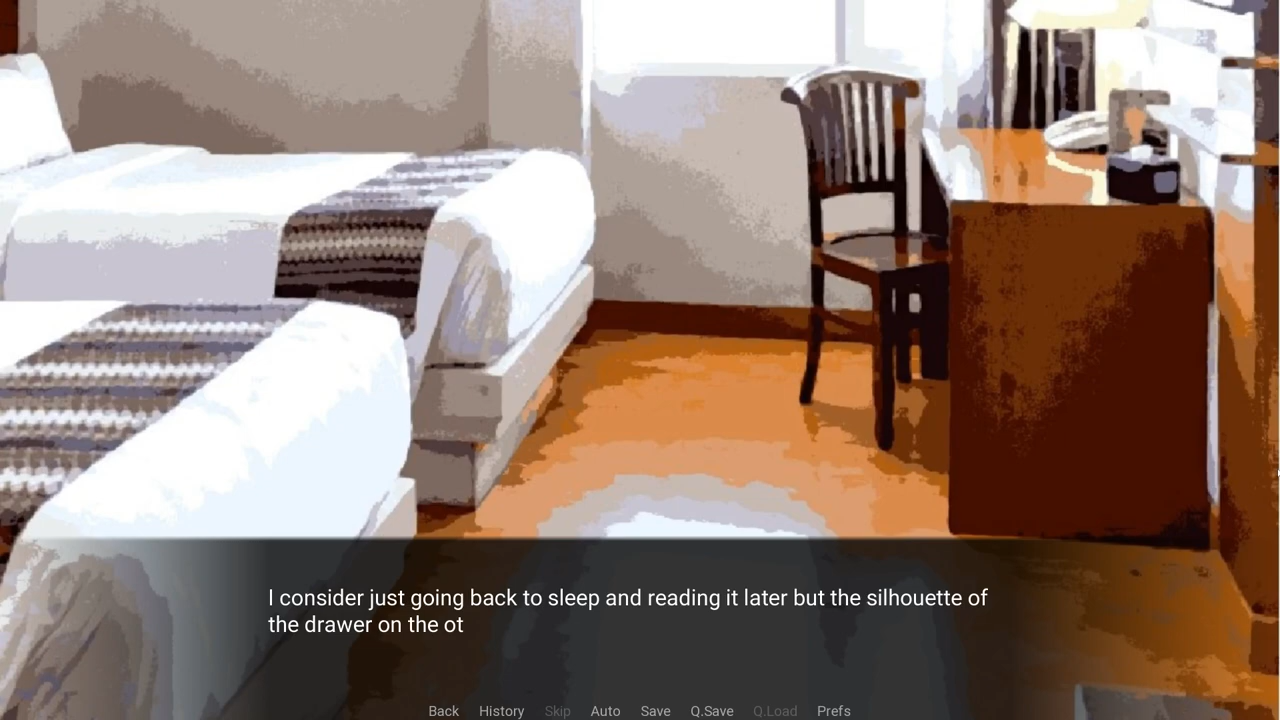 I consider just going back to sleep and reading it later but the silhouette of
the drawer on the ot
Back History Skip Auto Save Q.Save Q.Load Prefs